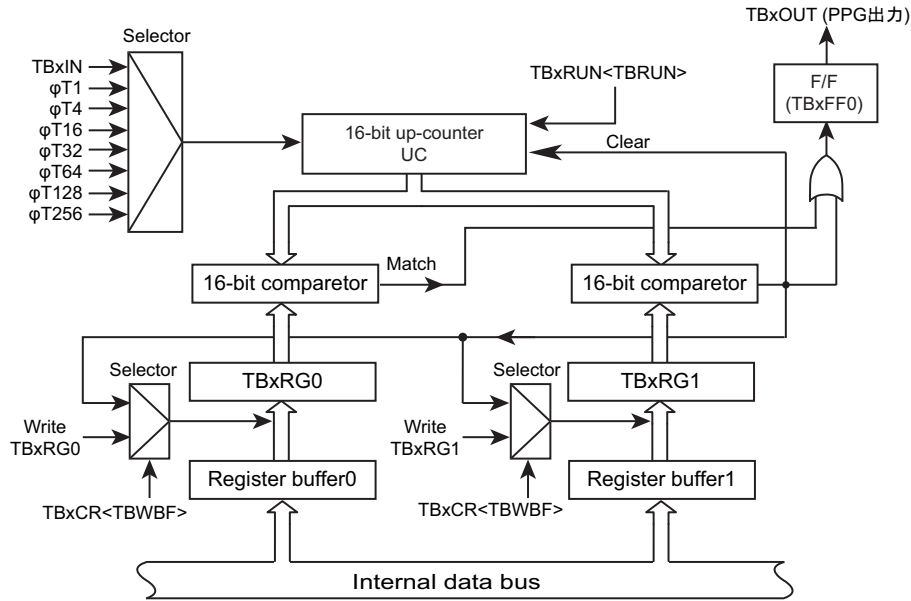 TBxOUT (PPG出力)
Selector
TBxIN
φT1
φT4
φT16
φT32
φT64
φT128
φT256
TBxRUN<TBRUN>
F/F
(TBxFF0)
16-bit up-counter
UC
Clear
16-bit comparetor
Match
16-bit comparetor
Selector
TBxRG0
Selector
TBxRG1
Write
TBxRG0
Write
TBxRG1
Register buffer0
Register buffer1
TBxCR<TBWBF>
TBxCR<TBWBF>
Internal data bus